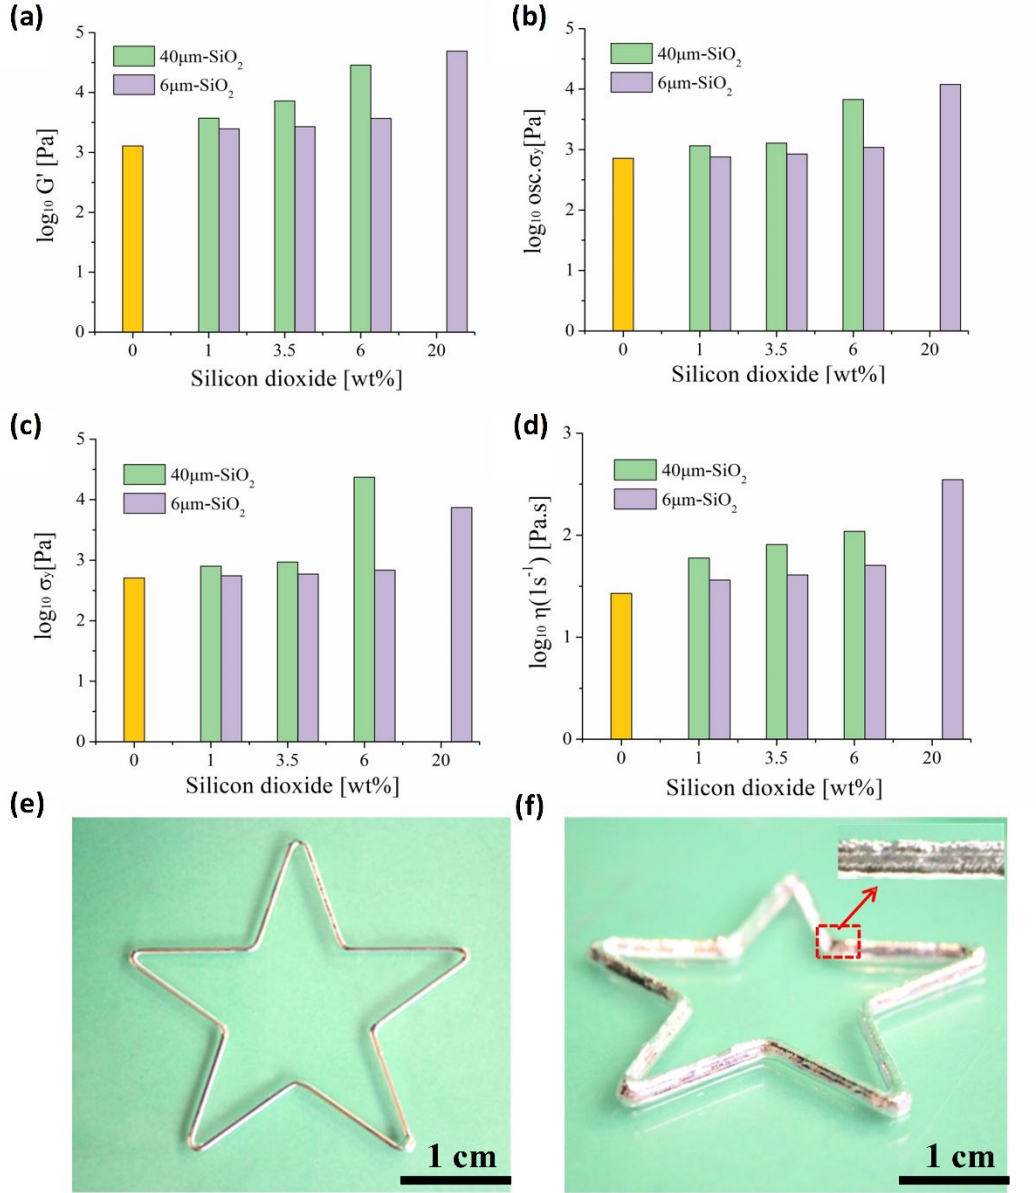 (a)
5
4
3
2
1
0
log₁₀ G' [Pa]
40μm-SiO₂
6μm-SiO₂
0 1 3.5 6 20
Silicon dioxide [wt%]
(b)
5
4
3
2
1
0
log₁₀ osc.σy[Pa]
40μm-SiO₂
6μm-SiO₂
0 1 3.5 6 20
Silicon dioxide [wt%]
(c)
5
4
3
2
1
0
log₁₀ σy[Pa]
40μm-SiO₂
6μm-SiO₂
0 1 3.5 6 20
Silicon dioxide [wt%]
(d)
3
2
1
0
log₁₀ η(1s⁻¹) [Pa.s]
40μm-SiO₂
6μm-SiO₂
0 1 3.5 6 20
Silicon dioxide [wt%]
(e)
1 cm
(f)
1 cm